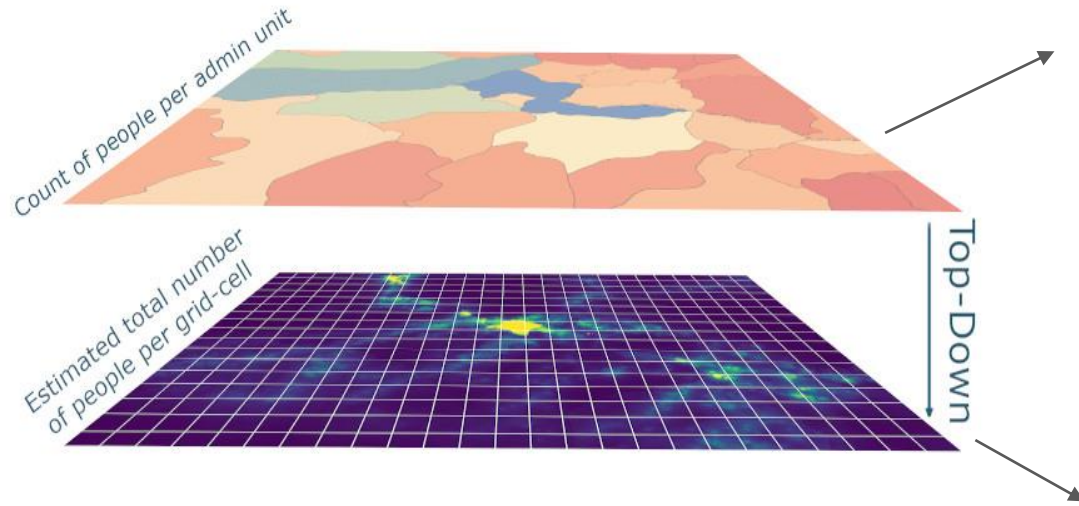 Count of people per admin unit
Estimated total number
of people per grid-cell
Top-Down